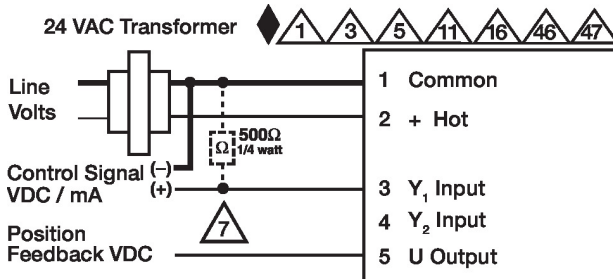 24 VAC Transformer
1 3 5 11 16 46 47
Line
Volts
1 Common
2 + Hot
500Ω
Ω
1/4 watt
Control Signal (–)
VDC / mA (+)
3 Y₁ Input
7
4 Y₂ Input
Position
Feedback VDC
5 U Output